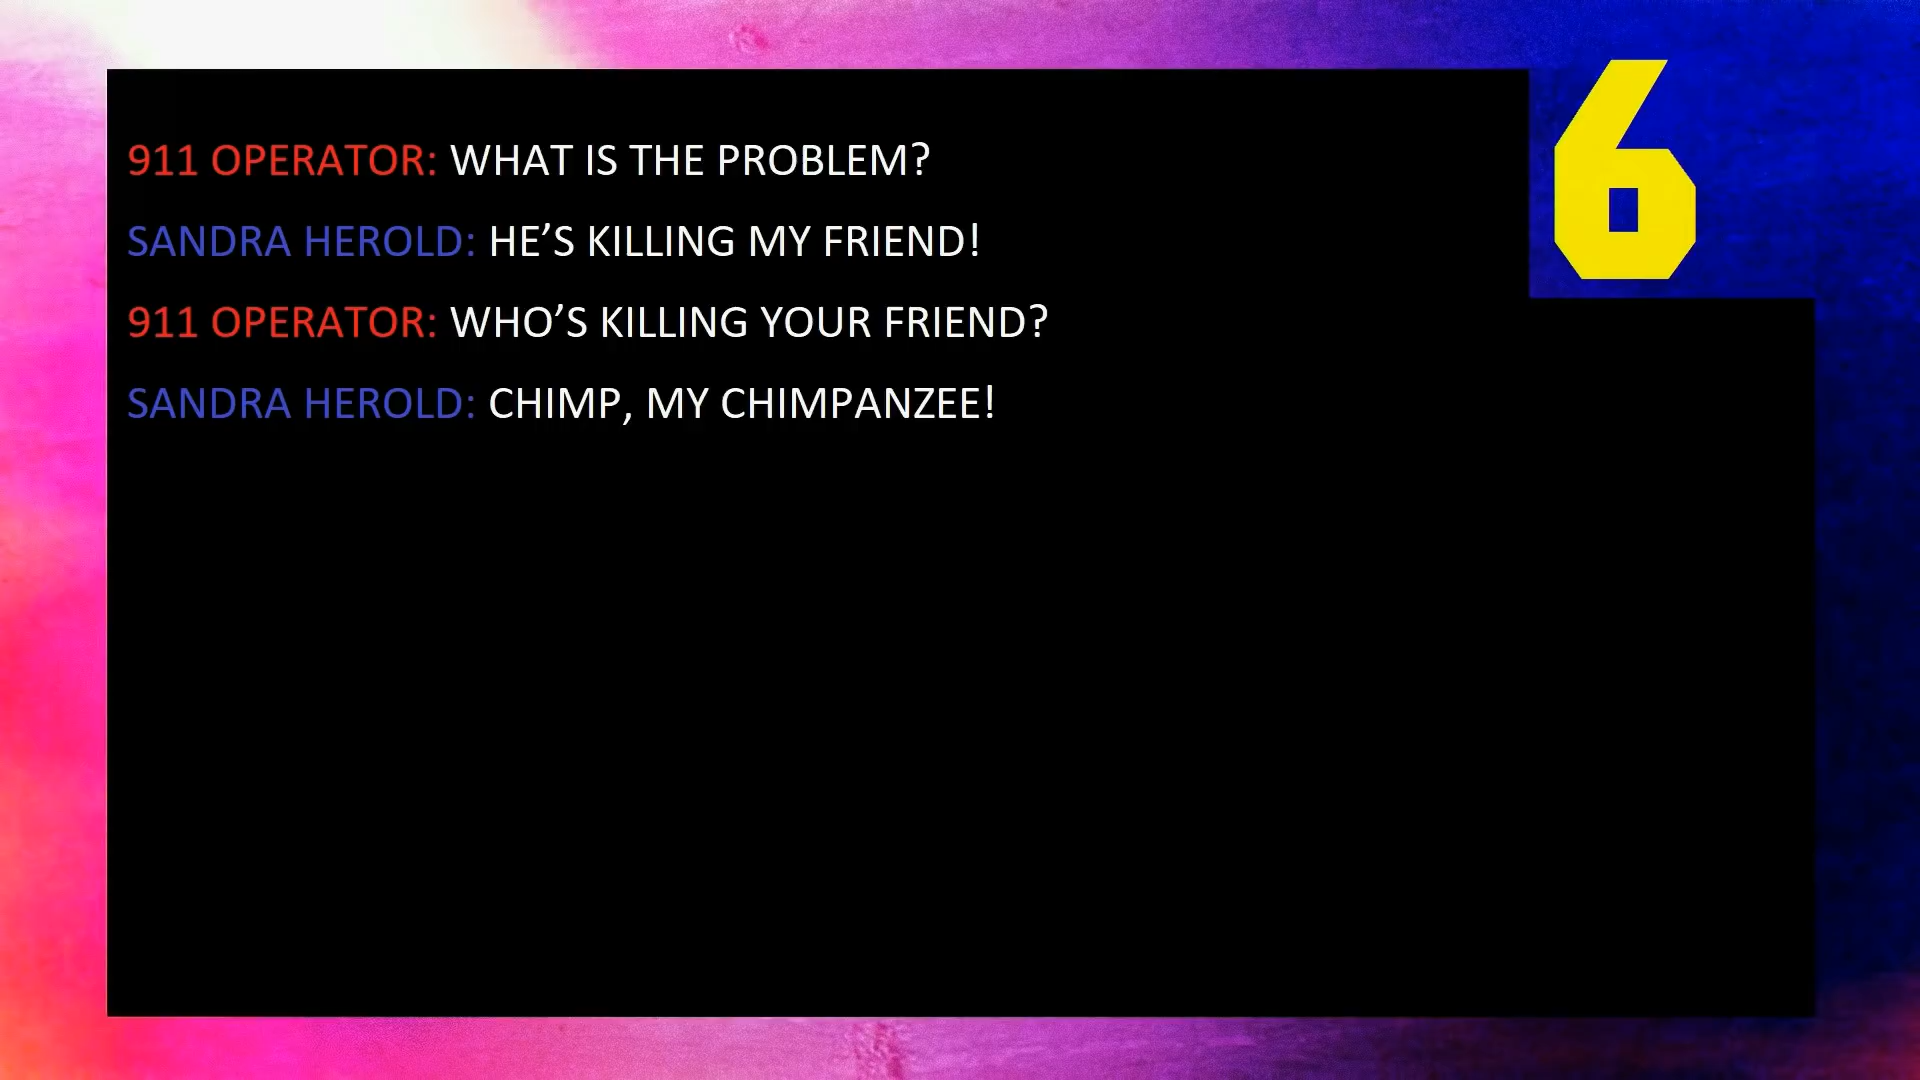 6
911 OPERATOR: WHAT IS THE PROBLEM?
SANDRA HEROLD: HE’S KILLING MY FRIEND!
911 OPERATOR: WHO’S KILLING YOUR FRIEND?
SANDRA HEROLD: CHIMP, MY CHIMPANZEE!